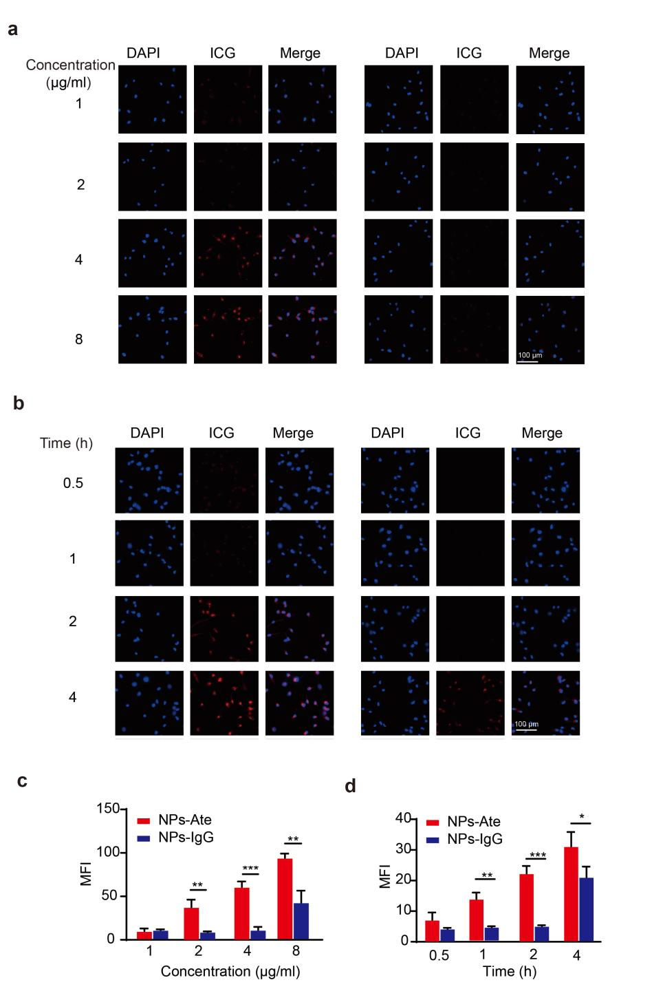 a
DAPI ICG Merge DAPI ICG Merge
Concentration
(µg/ml)
1
2
4
8
100 µm
b
DAPI ICG Merge DAPI ICG Merge
Time (h)
0.5
1
2
4
100 µm
c
150
100
50
0
MFI
NPs-Ate
NPs-IgG
** *** **
1 2 4 8
Concentration (µg/ml)
d
40
30
20
10
0
MFI
NPs-Ate
NPs-IgG
** *** *
0.5 1 2 4
Time (h)